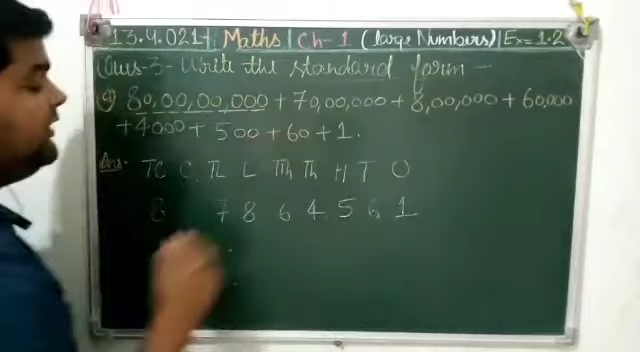 13.4.021 | Maths | Ch-1 (large Numbers) | Ex=1.2
Ques-3- Write the standard form -
9) 80,00,00,000 + 70,00,000 + 8,00,000 + 60,000
+ 4000 + 500 + 60 + 1.
Ans- TC C TL L TTh Th H T O
8 7 8 6 4 5 6 1